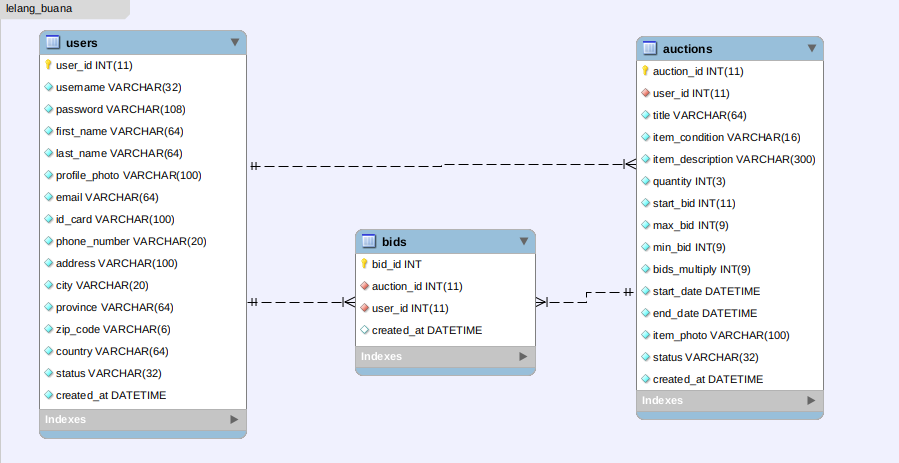 lelang_buana
users
user_id INT(11)
username VARCHAR(32)
password VARCHAR(108)
first_name VARCHAR(64)
last_name VARCHAR(64)
profile_photo VARCHAR(100)
email VARCHAR(64)
id_card VARCHAR(100)
phone_number VARCHAR(20)
address VARCHAR(100)
city VARCHAR(20)
province VARCHAR(64)
zip_code VARCHAR(6)
country VARCHAR(64)
status VARCHAR(32)
created_at DATETIME
Indexes
bids
bid_id INT
auction_id INT(11)
user_id INT(11)
created_at DATETIME
Indexes
auctions
auction_id INT(11)
user_id INT(11)
title VARCHAR(64)
item_condition VARCHAR(16)
item_description VARCHAR(300)
quantity INT(3)
start_bid INT(11)
max_bid INT(9)
min_bid INT(9)
bids_multiply INT(9)
start_date DATETIME
end_date DATETIME
item_photo VARCHAR(100)
status VARCHAR(32)
created_at DATETIME
Indexes